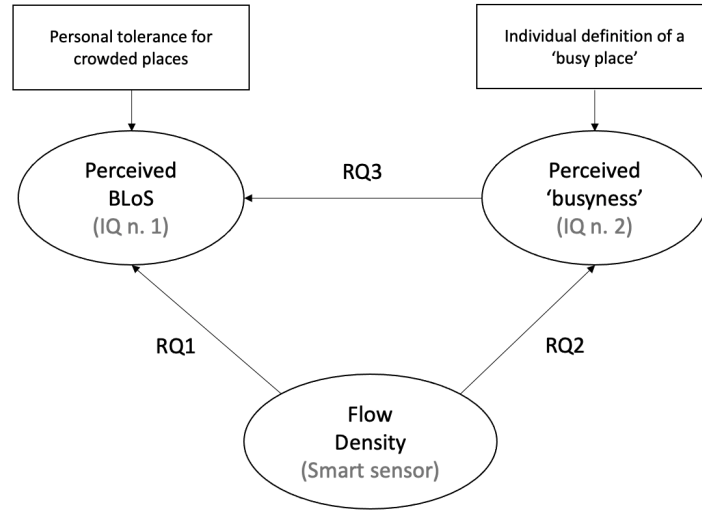 Personal tolerance for
crowded places
Individual definition of a
‘busy place’
Perceived
BLoS
(IQ n. 1)
RQ3
Perceived
‘busyness’
(IQ n. 2)
RQ1
RQ2
Flow
Density
(Smart sensor)